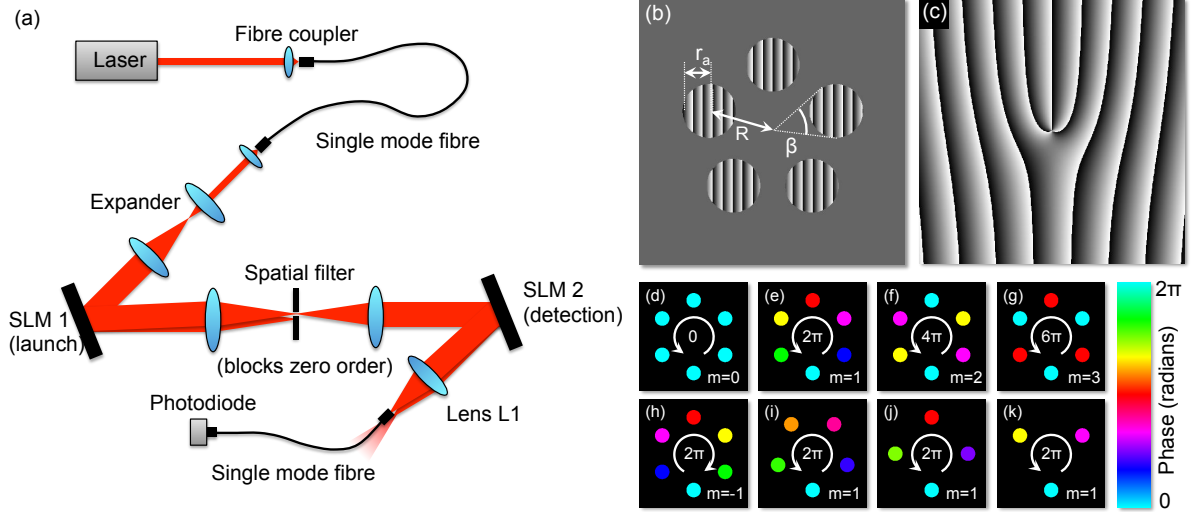 (a)
Fibre coupler
Laser
Single mode fibre
Expander
Spatial filter
SLM 1
(launch)
SLM 2
(detection)
(blocks zero order)
Photodiode
Lens L1
Single mode fibre
(b)
r_a
R
β
(c)
(d)
0
m=0
(e)
2π
m=1
(f)
4π
m=2
(g)
6π
m=3
(h)
2π
m=-1
(i)
2π
m=1
(j)
2π
m=1
(k)
2π
m=1
2π
Phase (radians)
0